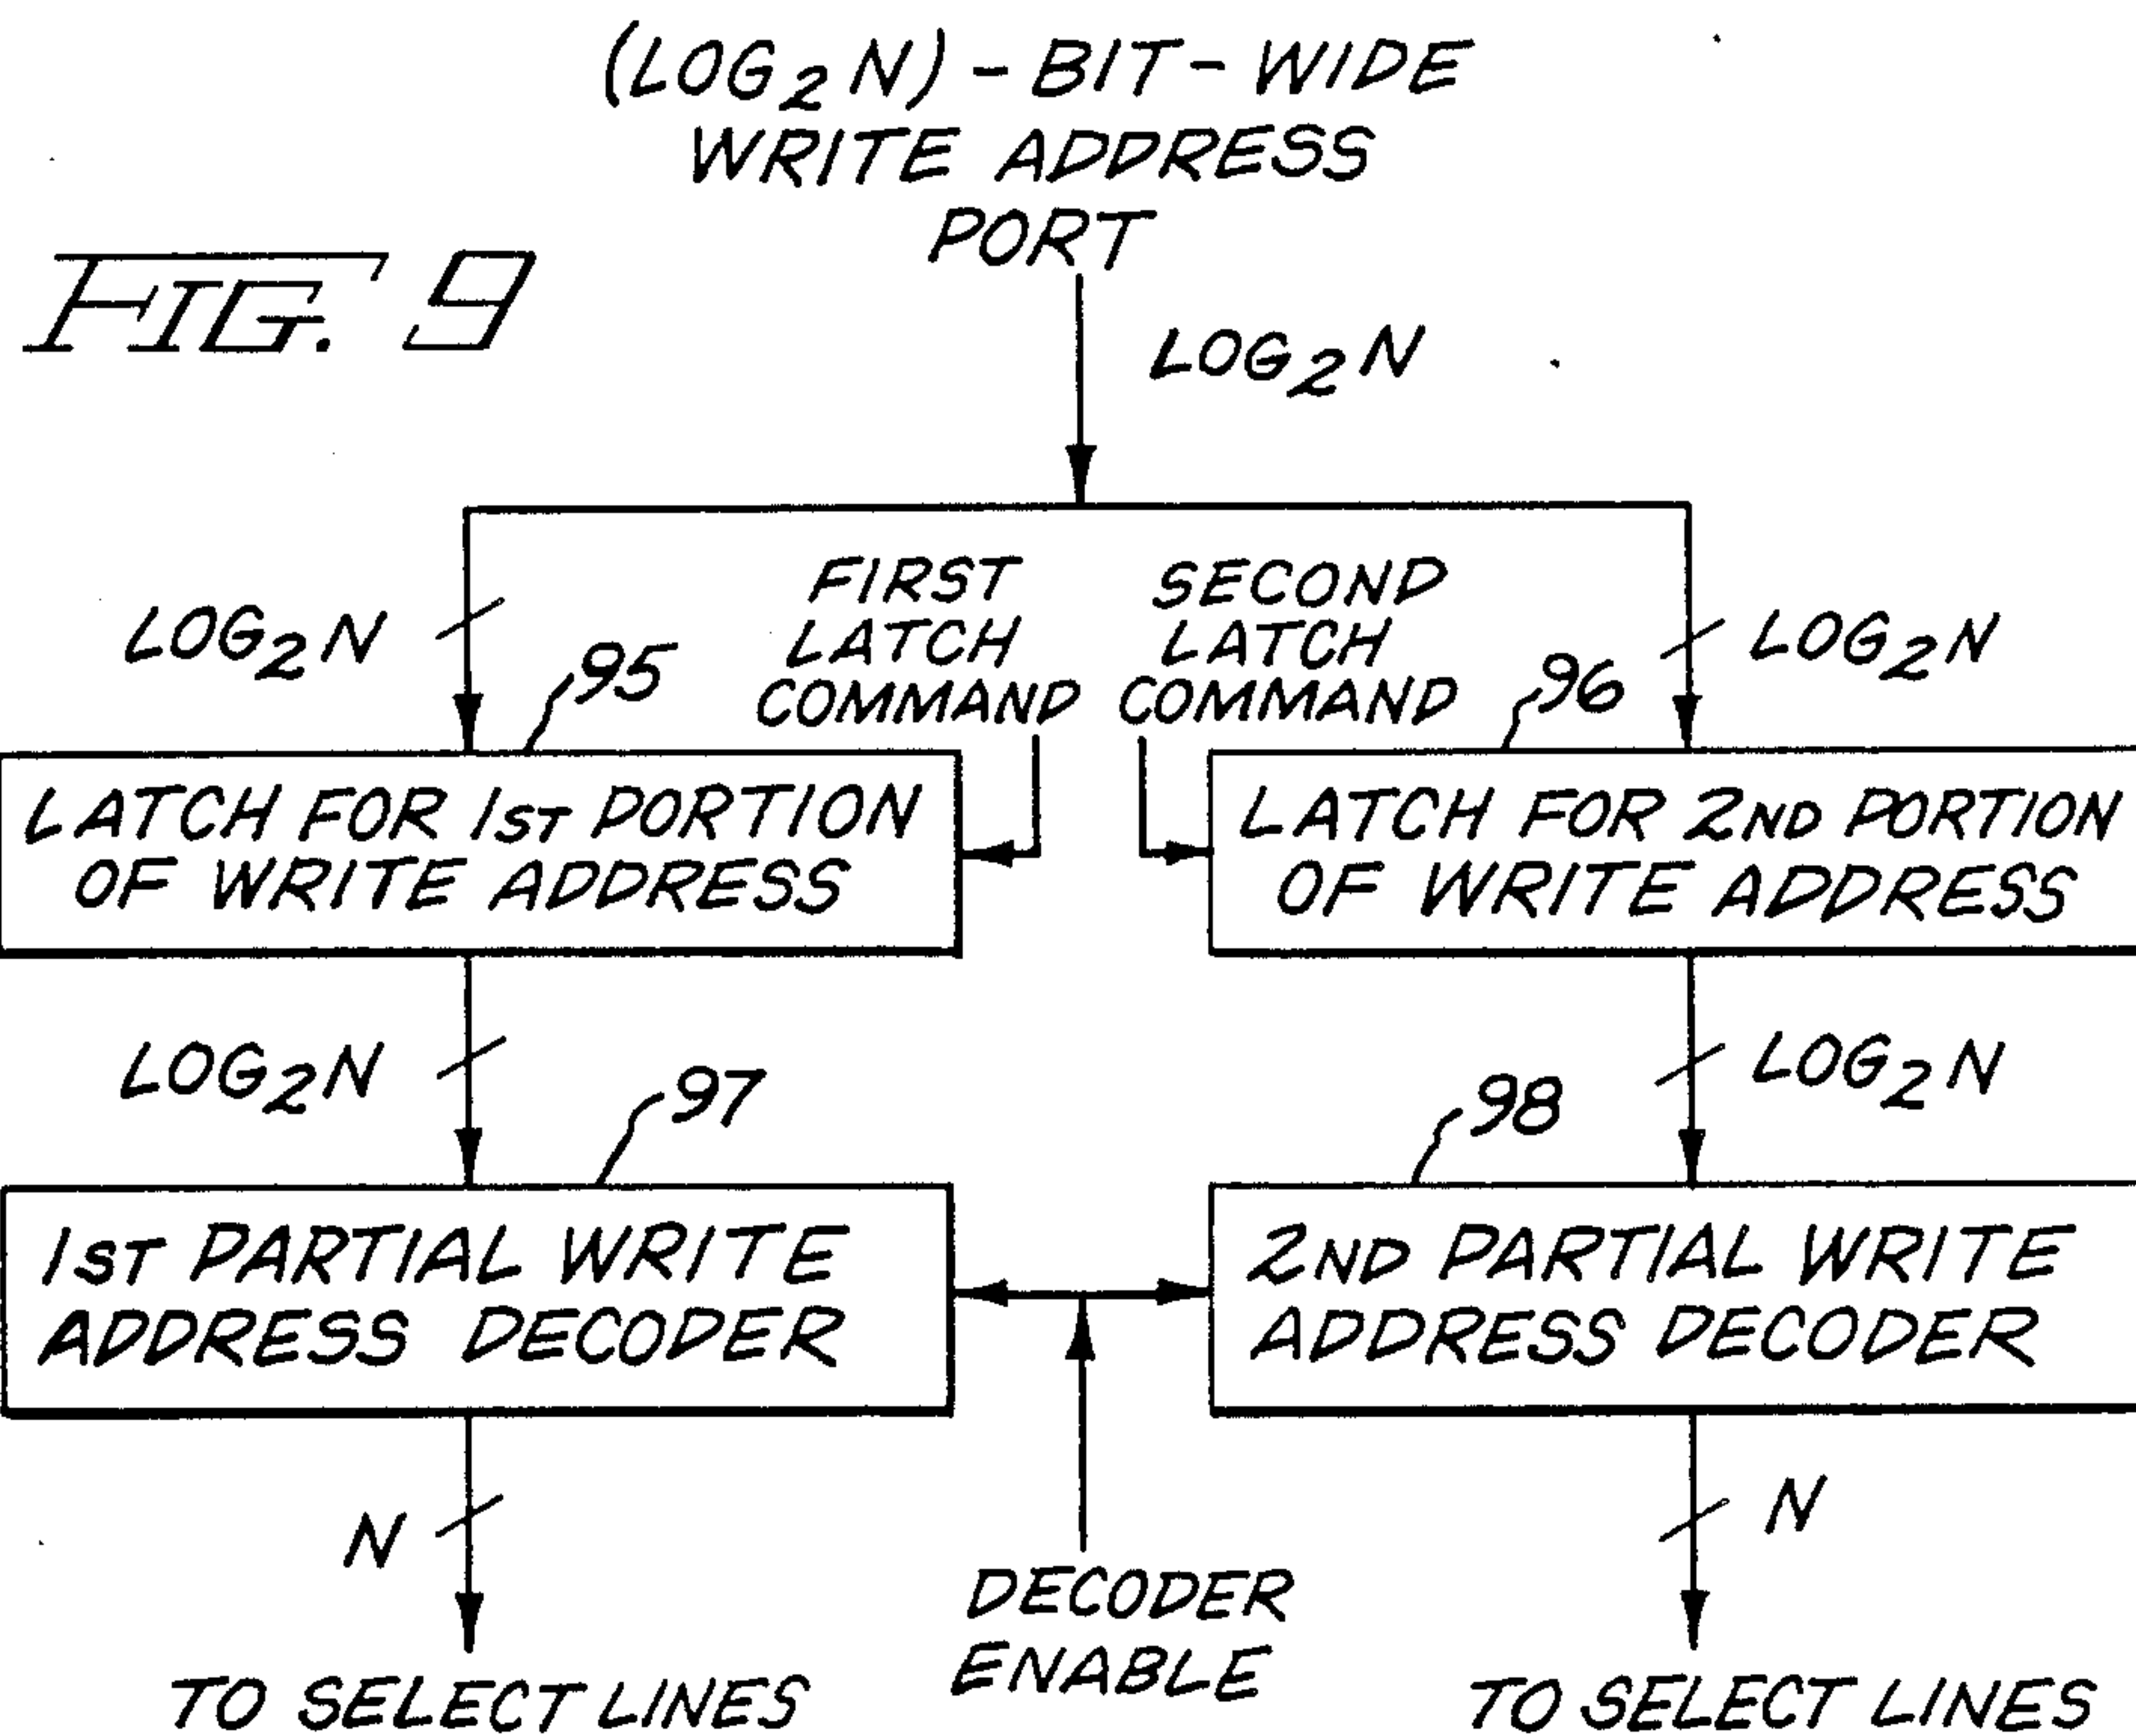 (LOG2N)-BIT-WIDE
WRITE ADDRESS
PORT
FIG. 9
LOG2N
FIRST
LATCH
COMMAND
SECOND
LATCH
COMMAND
LOG2N
95
96
LOG2N
LATCH FOR 1ST PORTION
OF WRITE ADDRESS
LATCH FOR 2ND PORTION
OF WRITE ADDRESS
LOG2N
97
98
LOG2N
1ST PARTIAL WRITE
ADDRESS DECODER
2ND PARTIAL WRITE
ADDRESS DECODER
N
N
DECODER
ENABLE
TO SELECT LINES
TO SELECT LINES